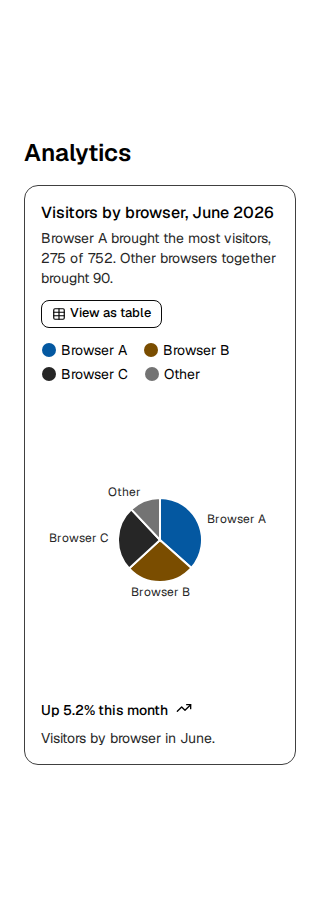 Analytics
Visitors by browser, June 2026
Browser A brought the most visitors,
275 of 752. Other browsers together
brought 90.
View as table
Browser A
Browser B
Browser C
Other
Other
Browser A
Browser C
Browser B
Up 5.2% this month
Visitors by browser in June.